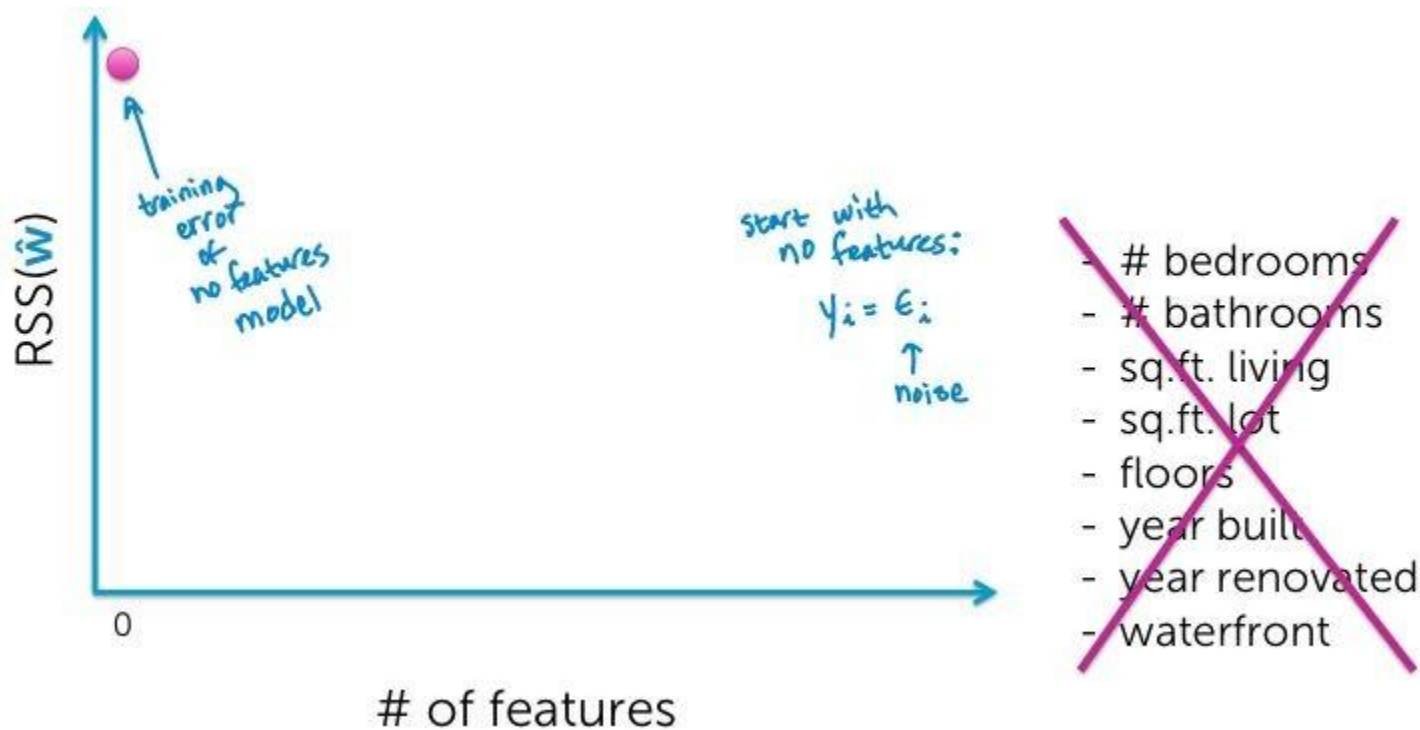 RSS(ŵ)
training
error
of
no features
model
start with
no features:
yᵢ = εᵢ
↑
noise
- # bedrooms
- # bathrooms
- sq.ft. living
- sq.ft. lot
- floors
- year built
- year renovated
- waterfront
0
# of features